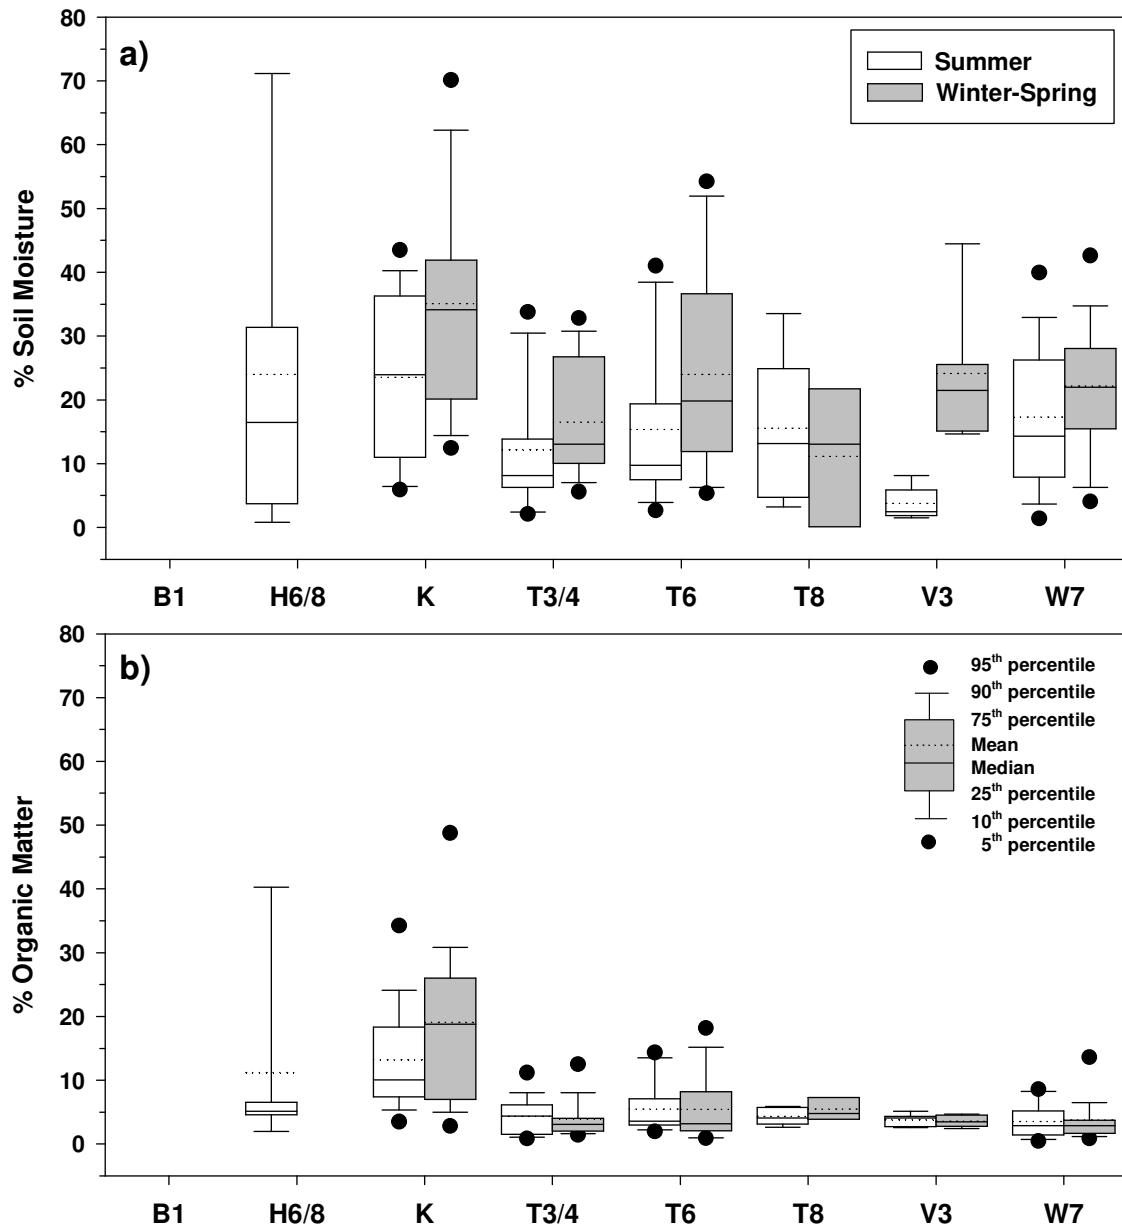 a)
Summer
Winter-Spring
% Soil Moisture
80
70
60
50
40
30
20
10
0
B1 H6/8 K T3/4 T6 T8 V3 W7
b)
95th percentile
90th percentile
75th percentile
Mean
Median
25th percentile
10th percentile
5th percentile
% Organic Matter
80
70
60
50
40
30
20
10
0
B1 H6/8 K T3/4 T6 T8 V3 W7